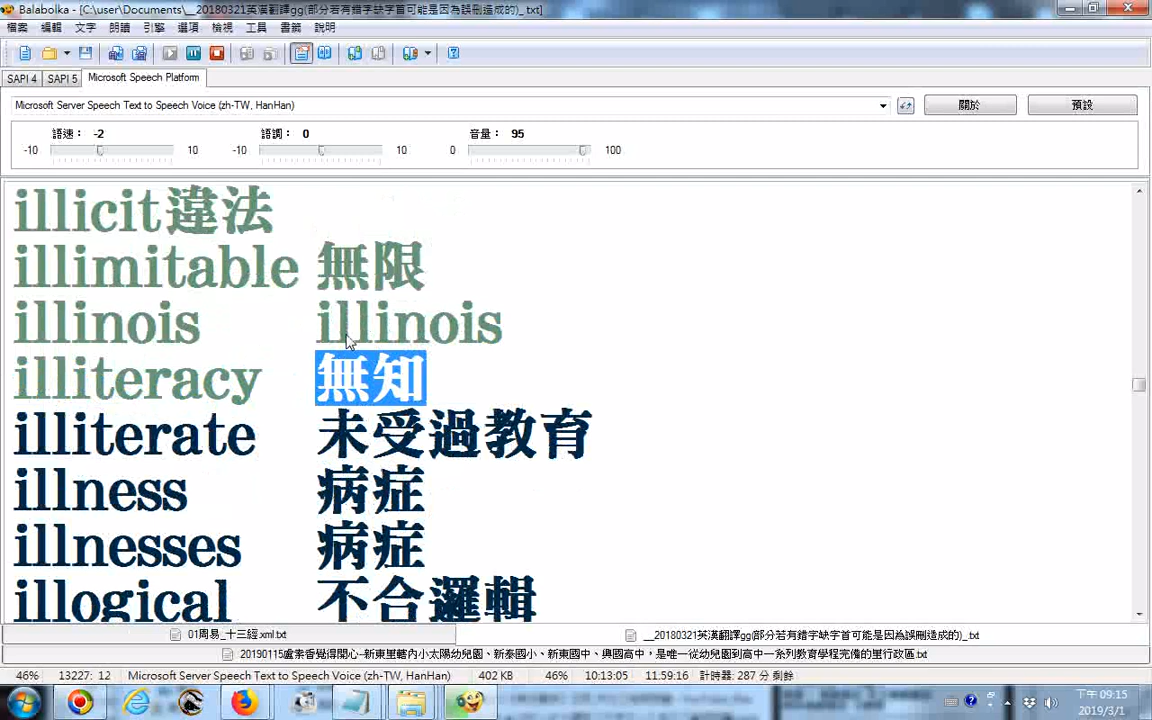 Balabolka - [C:\user\Documents\__20180321英漢翻譯gg(部分若有錯字缺字首可能是因為誤刪造成的)_.txt]
檔案 編輯 文字 朗讀 引擎 選項 檢視 工具 書籤 說明
SAPI 4 SAPI 5 Microsoft Speech Platform
Microsoft Server Speech Text to Speech Voice (zh-TW, HanHan) 關於 預設
語速： -2 語調： 0 音量： 95
-10 10 -10 10 0 100
illicit違法
illimitable 無限
illinois illinois
illiteracy 無知
illiterate 未受過教育
illness 病症
illnesses 病症
illogical 不合邏輯
01周易_十三經.xml.txt __20180321英漢翻譯gg(部分若有錯字缺字首可能是因為誤刪造成的)_.txt
20190115盧素香覺得開心-新東里轄內小太陽幼兒園、新泰國小、新東國中、興國高中，是唯一從幼兒園到高中一系列教育學程完備的里行政區.txt
46% 13227: 12 Microsoft Server Speech Text to Speech Voice (zh-TW, HanHan) 402 KB 46% 10:13:05 11:59:16 計時器: 287 分 剩餘
下午 09:15
2019/3/1